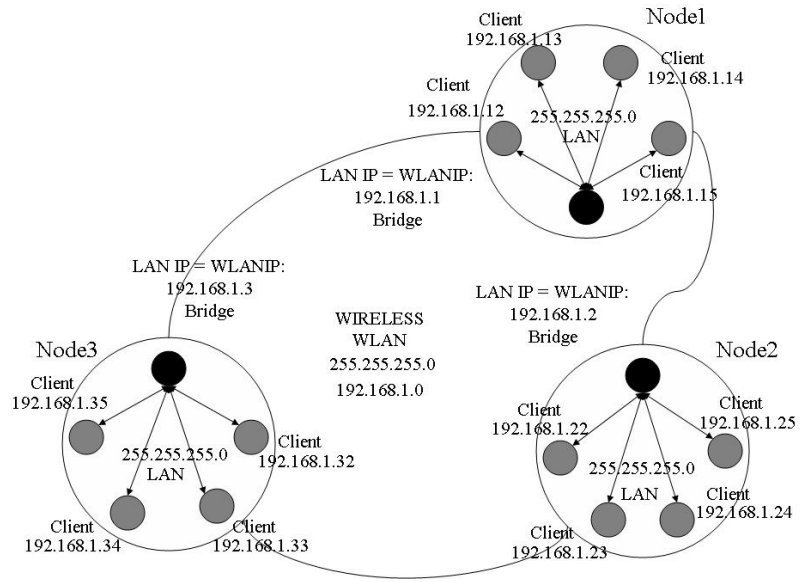 Node1
Client
192.168.1.13
Client
192.168.1.14
Client
192.168.1.12
255.255.255.0
LAN
Client
192.168.1.15
LAN IP = WLANIP:
192.168.1.1
Bridge
LAN IP = WLANIP:
192.168.1.3
Bridge
LAN IP = WLANIP:
192.168.1.2
Bridge
WIRELESS
WLAN
255.255.255.0
192.168.1.0
Node3
Client
192.168.1.35
Client
192.168.1.32
255.255.255.0
LAN
Client
192.168.1.34
Client
192.168.1.33
Node2
Client
192.168.1.22
Client
192.168.1.25
255.255.255.0
LAN
Client
192.168.1.24
Client
192.168.1.23